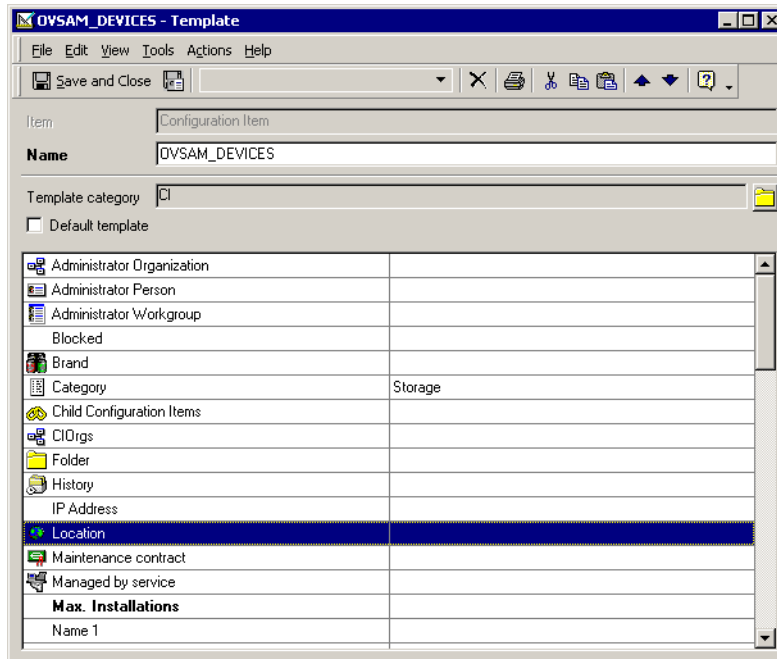 OVSAM_DEVICES - Template
File Edit View Tools Actions Help
Save and Close
Item Configuration Item
Name OVSAM_DEVICES
Template category CI
Default template
Administrator Organization
Administrator Person
Administrator Workgroup
Blocked
Brand
Category Storage
Child Configuration Items
CIOrgs
Folder
History
IP Address
Location
Maintenance contract
Managed by service
Max. Installations
Name 1